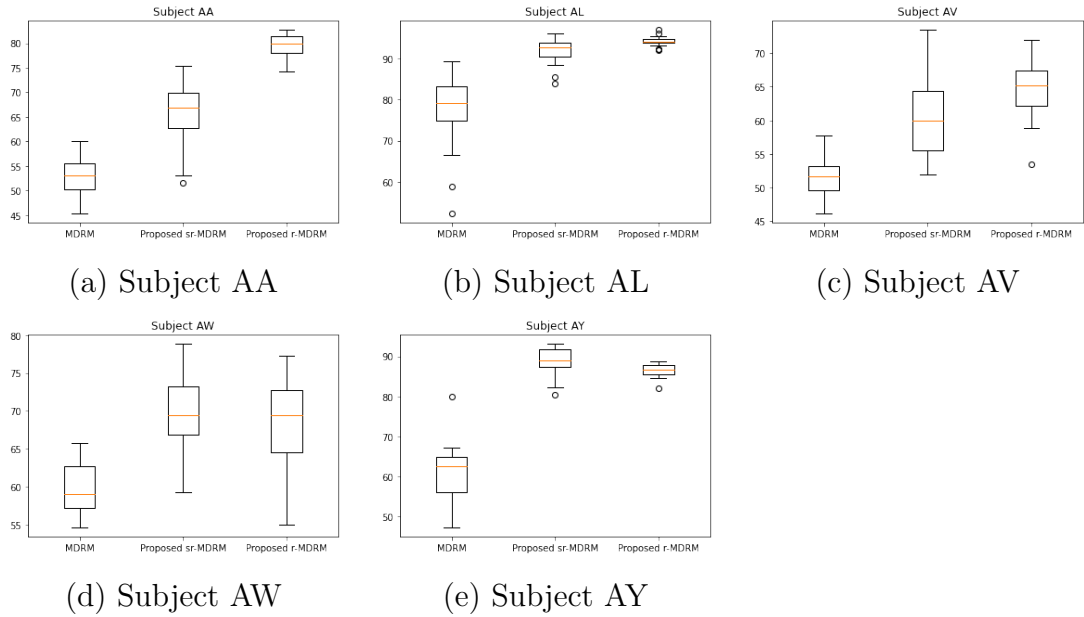 Subject AA
80
75
70
65
60
55
50
45
MDRM Proposed sr-MDRM Proposed r-MDRM
(a) Subject AA
Subject AL
90
80
70
60
MDRM Proposed sr-MDRM Proposed r-MDRM
(b) Subject AL
Subject AV
70
65
60
55
50
45
MDRM Proposed sr-MDRM Proposed r-MDRM
(c) Subject AV
Subject AW
80
75
70
65
60
55
MDRM Proposed sr-MDRM Proposed r-MDRM
(d) Subject AW
Subject AY
90
80
70
60
50
MDRM Proposed sr-MDRM Proposed r-MDRM
(e) Subject AY